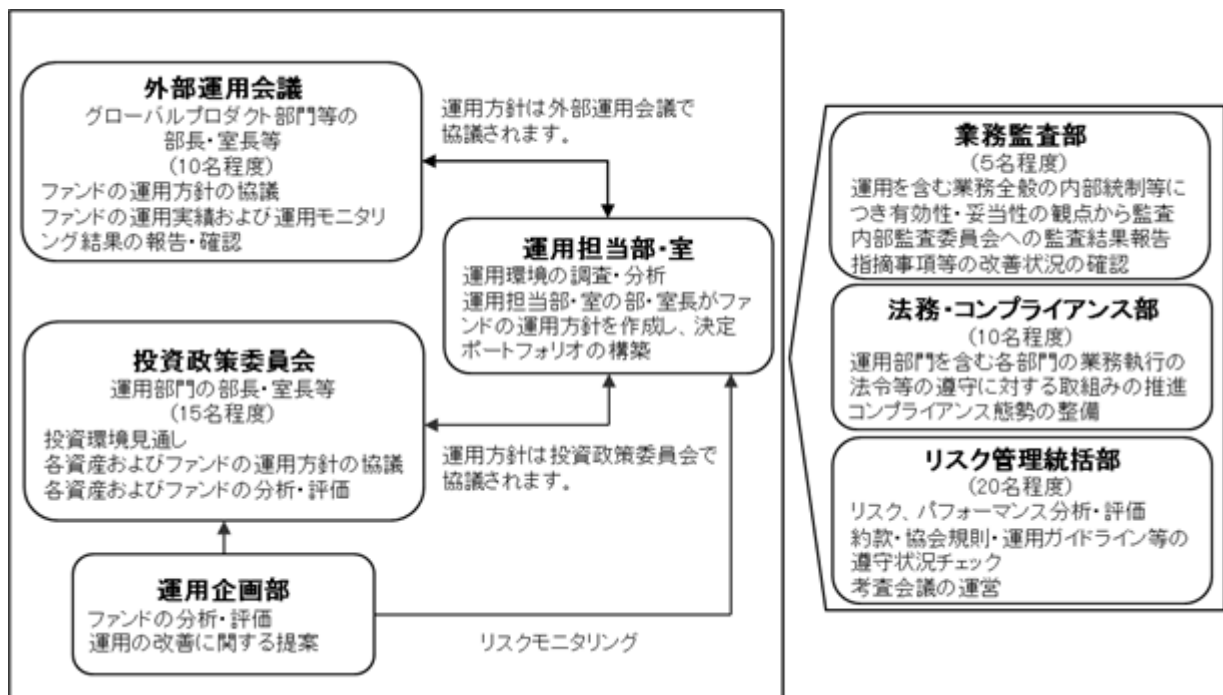 外部運用会議
グローバルプロダクト部門等の
部長・室長等
(10名程度)
ファンドの運用方針の協議
ファンドの運用実績および運用モニタリ
ング結果の報告・確認
運用方針は外部運用会議で
協議されます。
運用担当部・室
運用環境の調査・分析
運用担当部・室の部・室長がファ
ンドの運用方針を作成し、決定
ポートフォリオの構築
投資政策委員会
運用部門の部長・室長等
(15名程度)
投資環境見通し
各資産およびファンドの運用方針の協議
各資産およびファンドの分析・評価
運用方針は投資政策委員会で
協議されます。
運用企画部
ファンドの分析・評価
運用の改善に関する提案
リスクモニタリング
業務監査部
(5名程度)
運用を含む業務全般の内部統制等に
つき有効性・妥当性の観点から監査
内部監査委員会への監査結果報告
指摘事項等の改善状況の確認
法務・コンプライアンス部
(10名程度)
運用部門を含む各部門の業務執行の
法令等の遵守に対する取組みの推進
コンプライアンス態勢の整備
リスク管理統括部
(20名程度)
リスク、パフォーマンス分析・評価
約款・協会規則・運用ガイドライン等の
遵守状況チェック
考査会議の運営